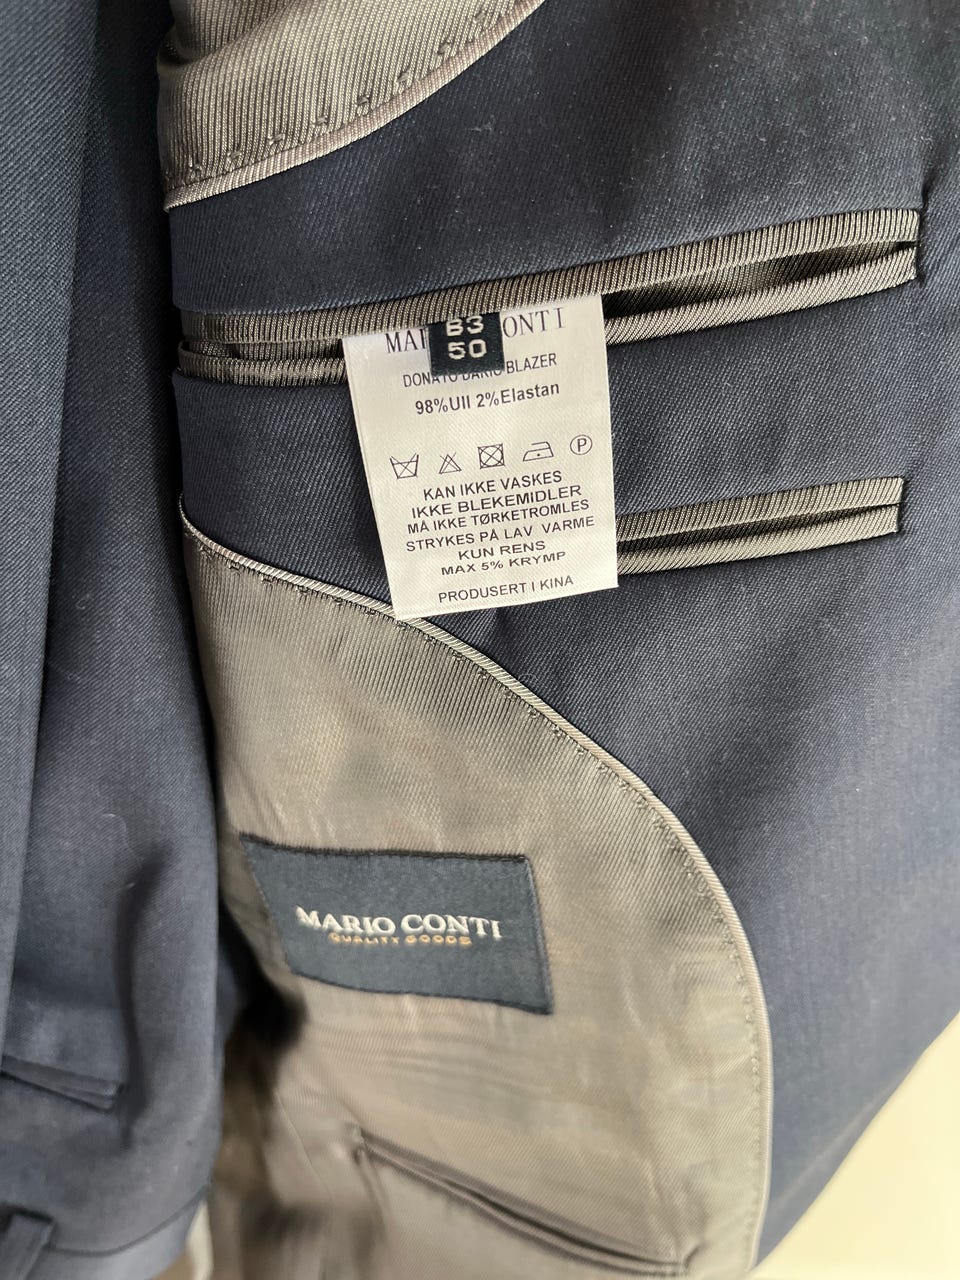 B3
50
ONTI
DONATO DARIO BLAZER
98%Ull 2%Elastan
P
KAN IKKE VASKES
IKKE BLEKEMIDLER
MÅ IKKE TØRKETROMLES
STRYKES PÅ LAV VARME
KUN RENS
MAX 5% KRYMP
PRODUSERT I KINA
MARIO CONTI
QUALITY GOODS